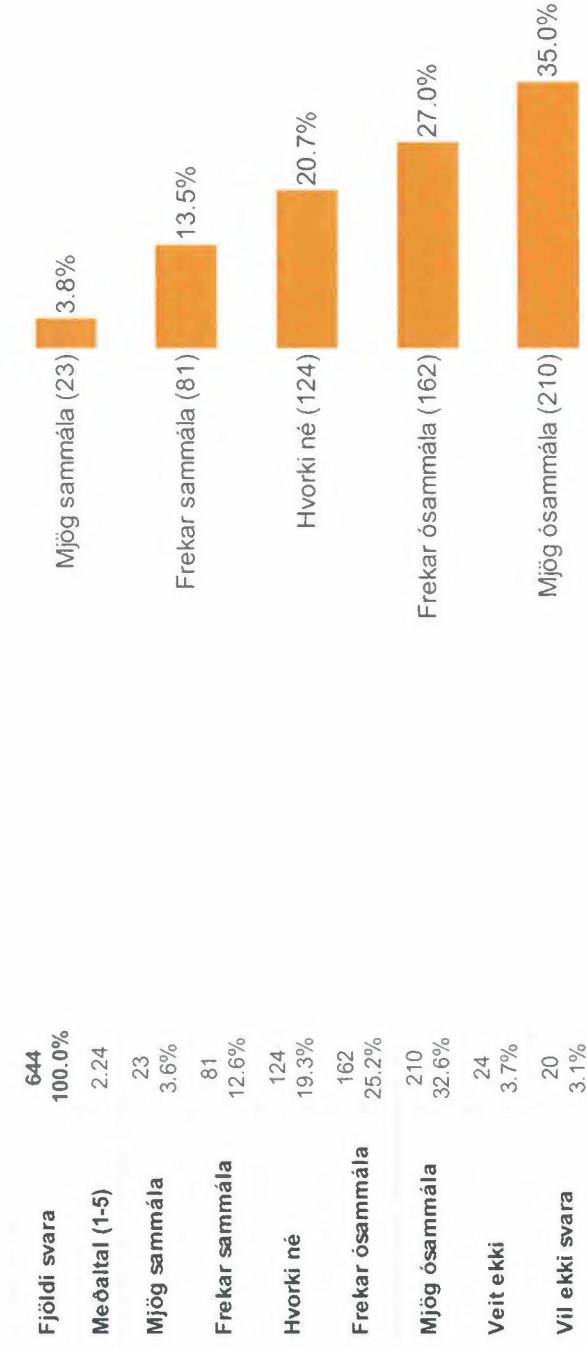 Fjöldi svara 644
100.0%
Meðaltal (1-5) 2.24
Mjög sammála 23
3.6%
Frekar sammála 81
12.6%
Hvorki né 124
19.3%
Frekar ósammála 162
25.2%
Mjög ósammála 210
32.6%
Veit ekki 24
3.7%
Vil ekki svara 20
3.1%
Mjög sammála (23) 3.8%
Frekar sammála (81) 13.5%
Hvorki né (124) 20.7%
Frekar ósammála (162) 27.0%
Mjög ósammála (210) 35.0%